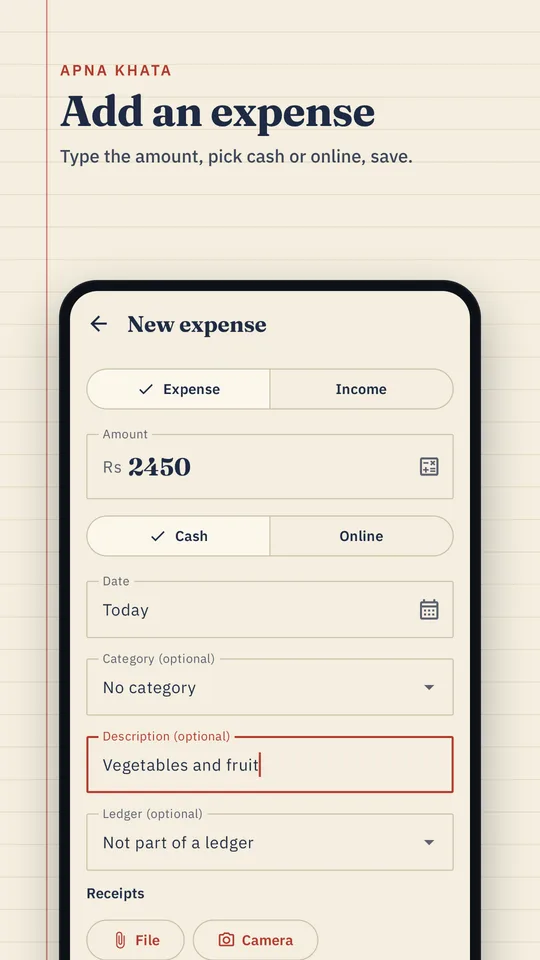 APNA KHATA
Add an expense
Type the amount, pick cash or online, save.
New expense
Expense
Income
Amount
Rs 2450
Cash
Online
Date
Today
Category (optional)
No category
Description (optional)
Vegetables and fruit
Ledger (optional)
Not part of a ledger
Receipts
File
Camera